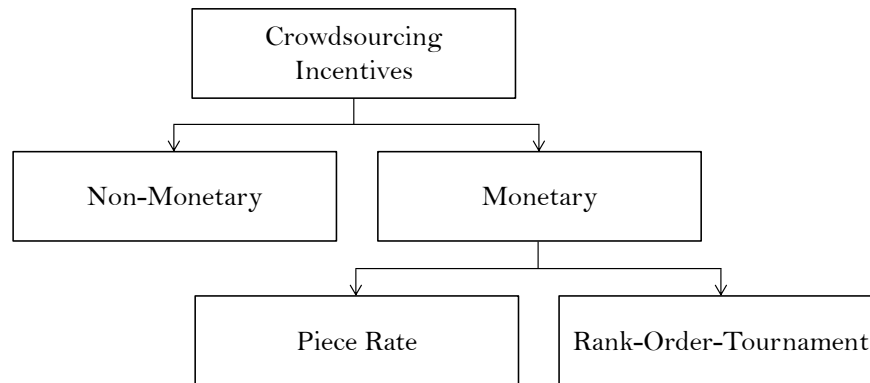 Crowdsourcing
Incentives
Non-Monetary
Monetary
Piece Rate
Rank-Order-Tournament